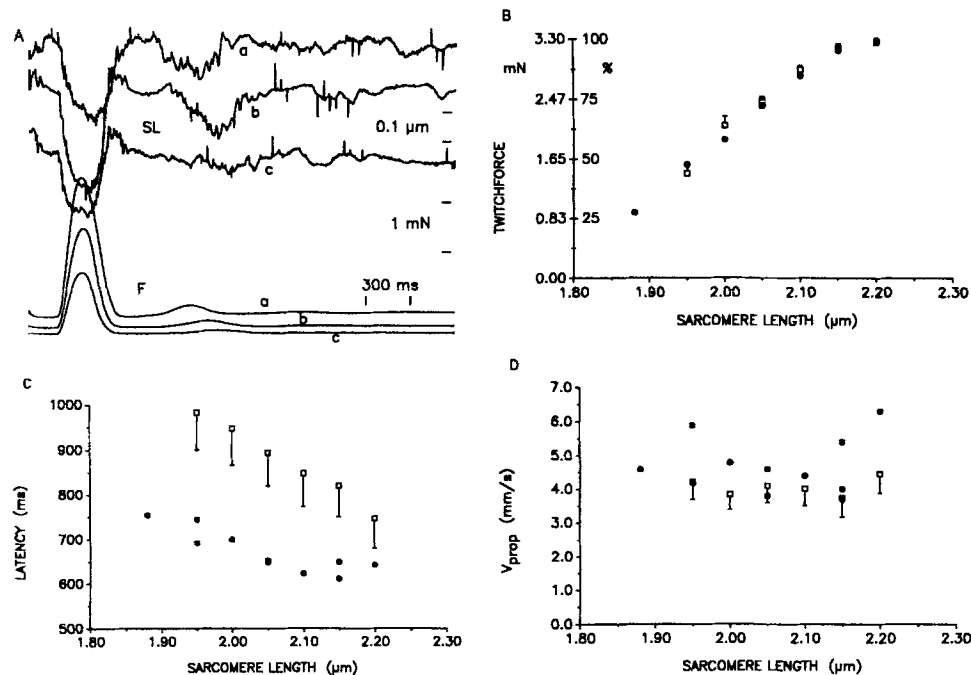 A
a
b
SL
0.1 μm
c
1 mN
F
300 ms
a
b
c
B
3.30 100
mN %
2.47 75
1.65 50
0.83 25
0.00
TWITCHFORCE
1.80 1.90 2.00 2.10 2.20 2.30
SARCOMERE LENGTH (μm)
C
1000
900
800
700
600
500
LATENCY (ms)
1.80 1.90 2.00 2.10 2.20 2.30
SARCOMERE LENGTH (μm)
D
7.0
6.0
5.0
4.0
3.0
2.0
1.0
0.0
Vprop (mm/s)
1.80 1.90 2.00 2.10 2.20 2.30
SARCOMERE LENGTH (μm)